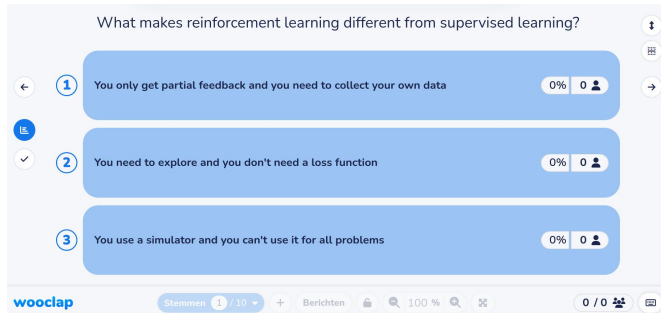 What makes reinforcement learning different from supervised learning?
1 You only get partial feedback and you need to collect your own data 0% 0
2 You need to explore and you don't need a loss function 0% 0
3 You use a simulator and you can't use it for all problems 0% 0
wooclap Stemmen 1 / 10 + Berichten 100 % 0 / 0